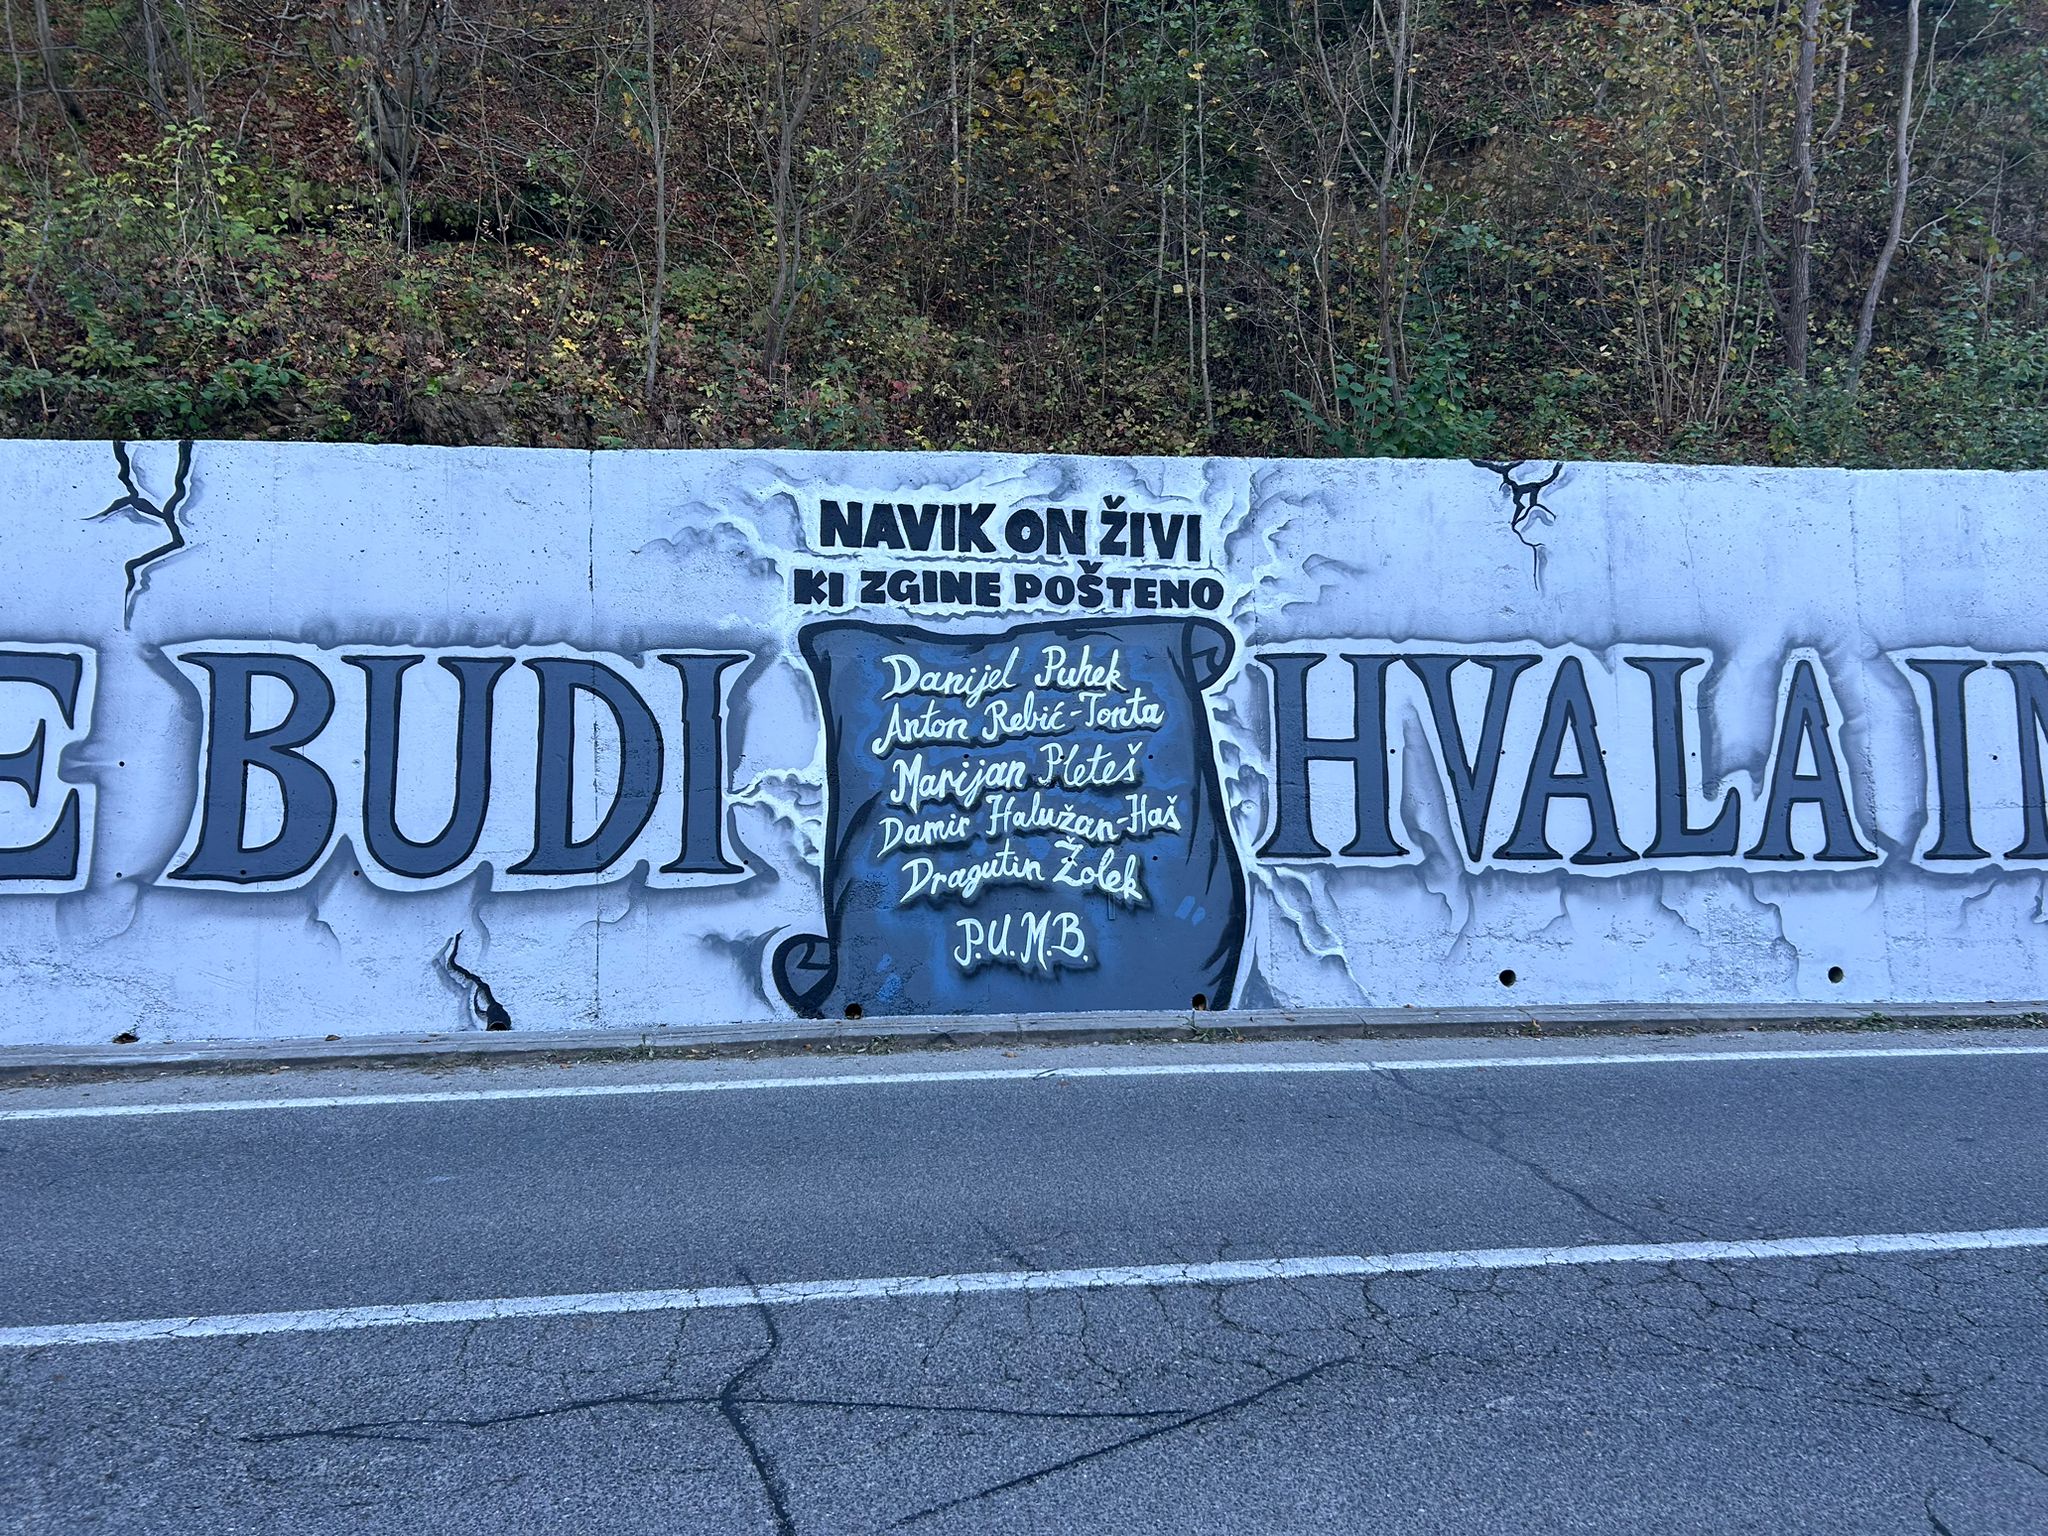 NAVIK ON ŽIVI
KI ZGINE POŠTENO
E BUDI
Danijel Puhek
Anton Rebić-Tonta
Marijan Pleteš
Damir Halužan-Haš
Dragutin Žolek
P.U.M.B.
HVALA IM